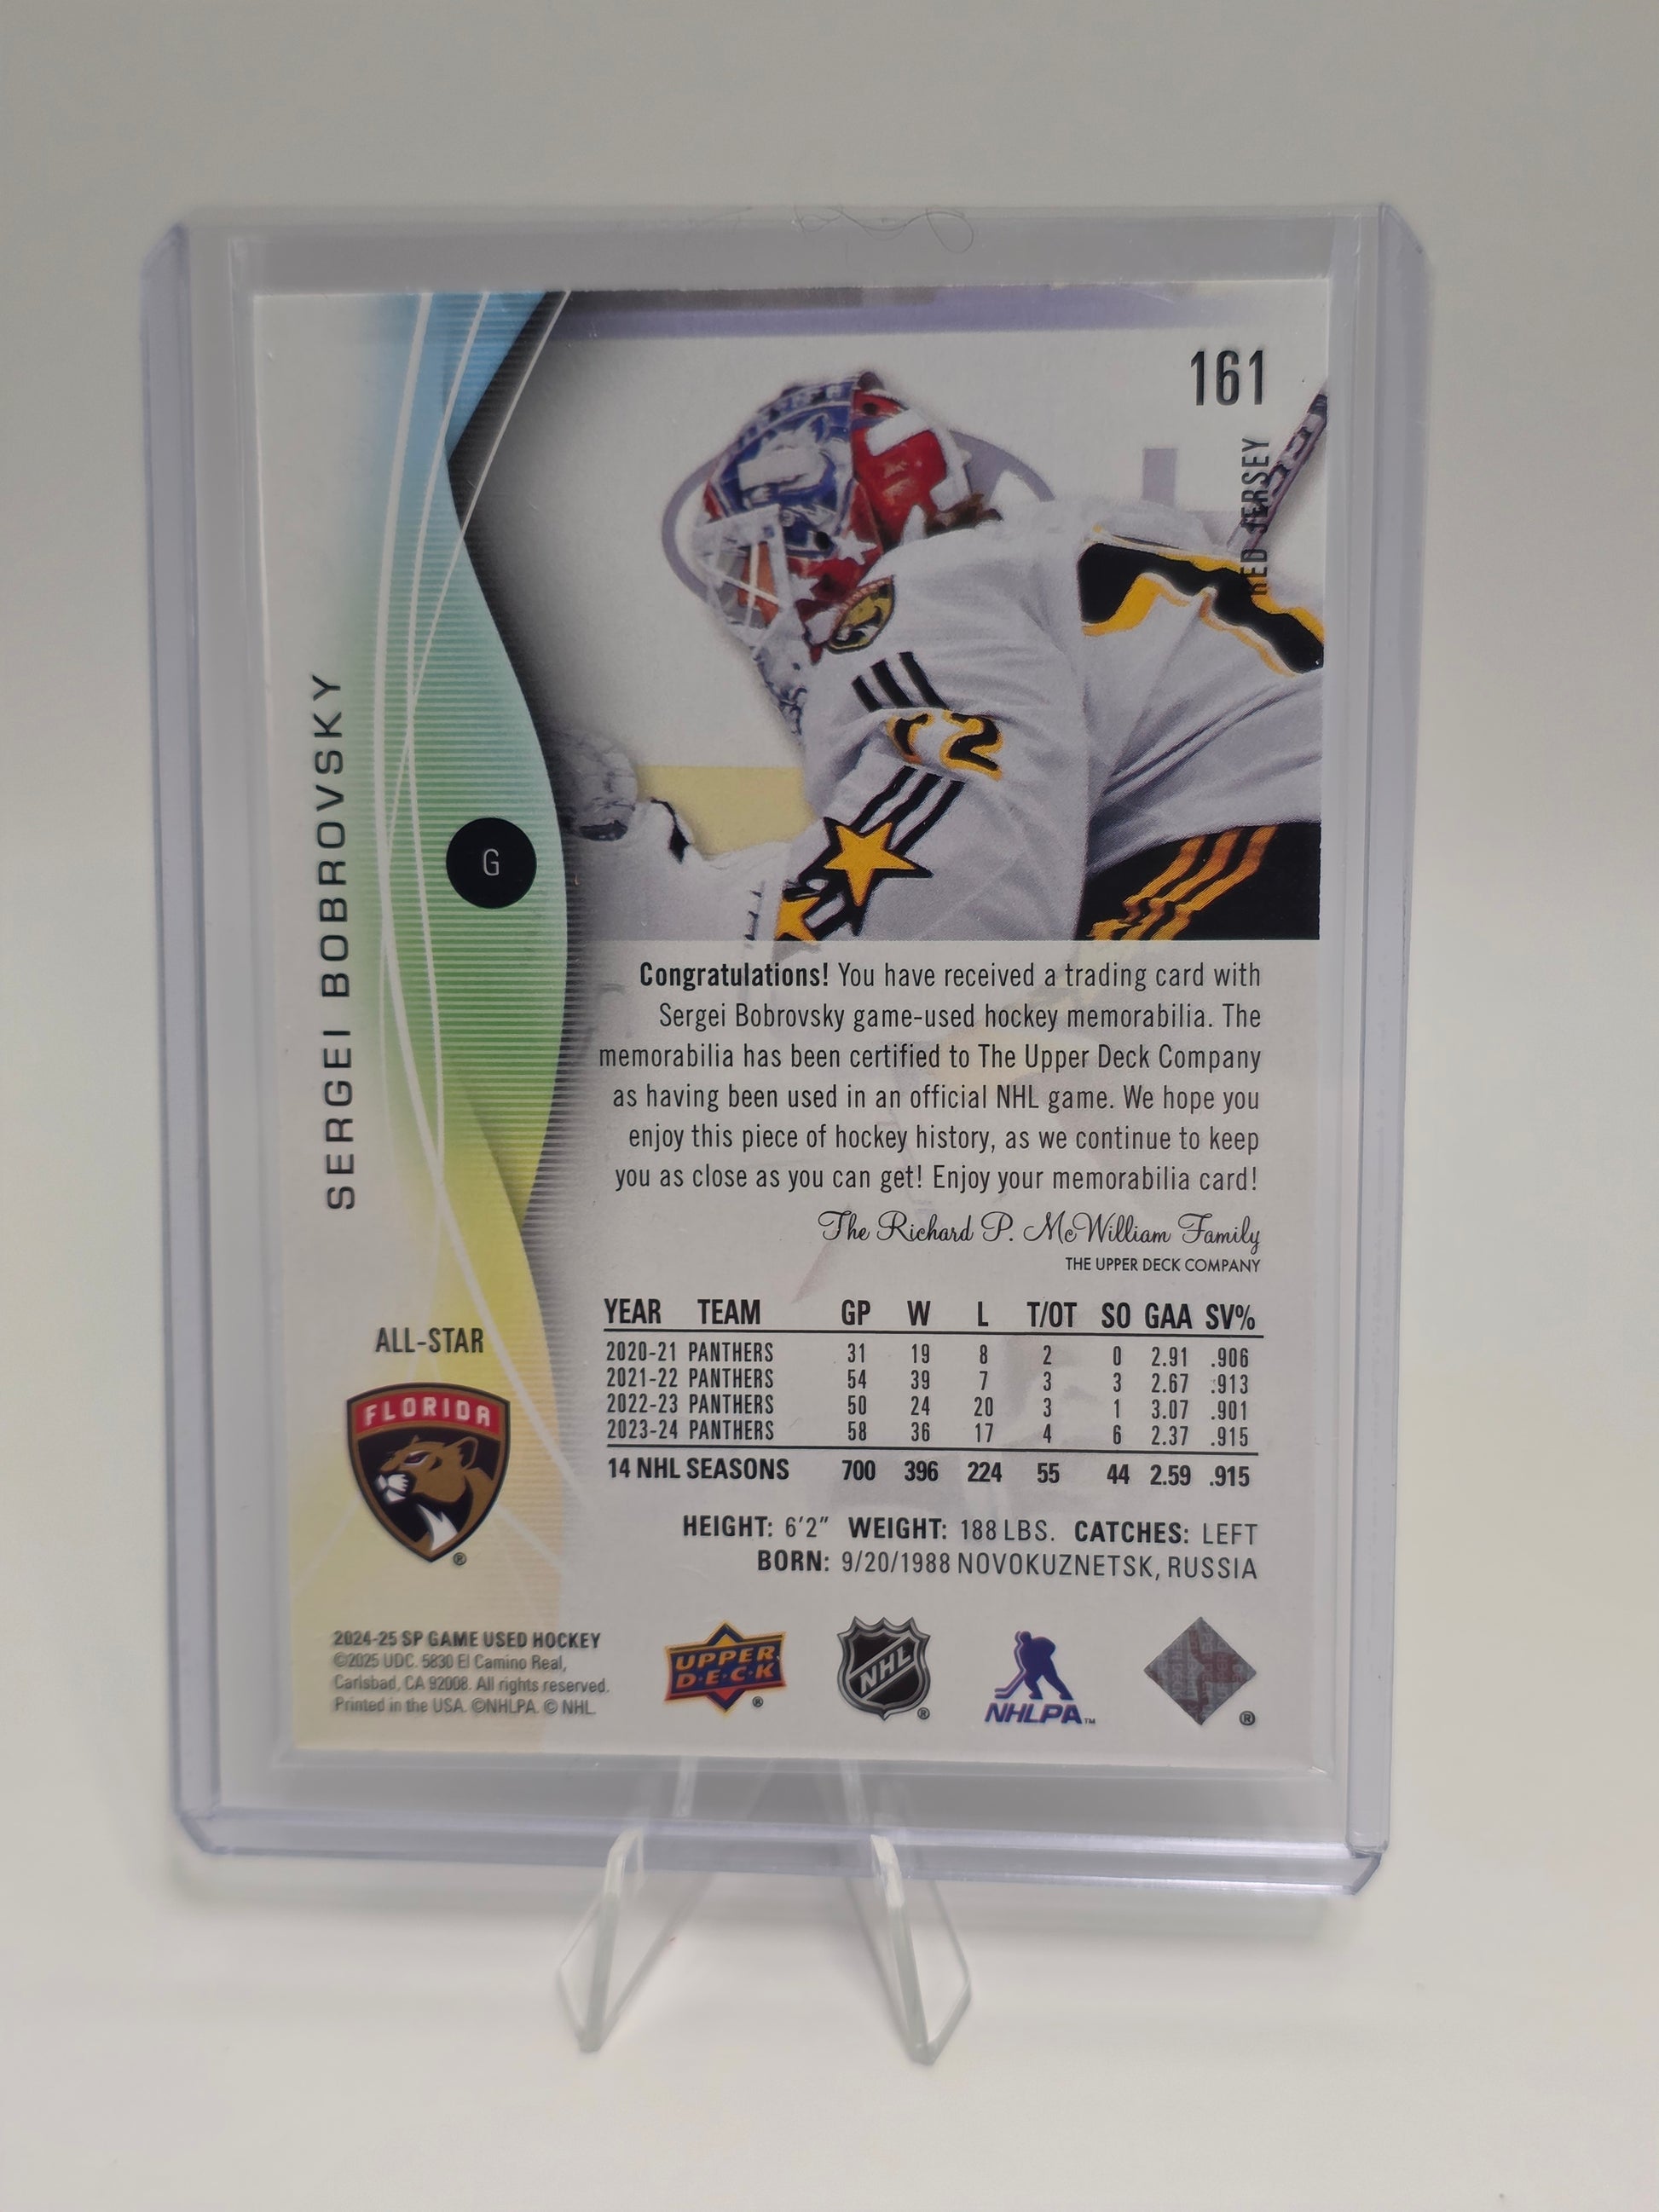 161
RED JERSEY
72
SERGEI BOBROVSKY
G
Congratulations! You have received a trading card with
Sergei Bobrovsky game-used hockey memorabilia. The
memorabilia has been certified to The Upper Deck Company
as having been used in an official NHL game. We hope you
enjoy this piece of hockey history, as we continue to keep
you as close as you can get! Enjoy your memorabilia card!
The Richard P. McWilliam Family
THE UPPER DECK COMPANY
ALL-STAR
FLORIDA
®
YEAR TEAM GP W L T/OT SO GAA SV%
2020-21 PANTHERS 31 19 8 2 0 2.91 .906
2021-22 PANTHERS 54 39 7 3 3 2.67 .913
2022-23 PANTHERS 50 24 20 3 1 3.07 .901
2023-24 PANTHERS 58 36 17 4 6 2.37 .915
14 NHL SEASONS 700 396 224 55 44 2.59 .915
HEIGHT: 6'2" WEIGHT: 188 LBS. CATCHES: LEFT
BORN: 9/20/1988 NOVOKUZNETSK, RUSSIA
2024-25 SP GAME USED HOCKEY
©2025 UDC. 5830 El Camino Real,
Carlsbad, CA 92008. All rights reserved.
Printed in the USA. ©NHLPA. © NHL.
UPPER
D·E·C·K
®
NHL
®
NHLPA™
®